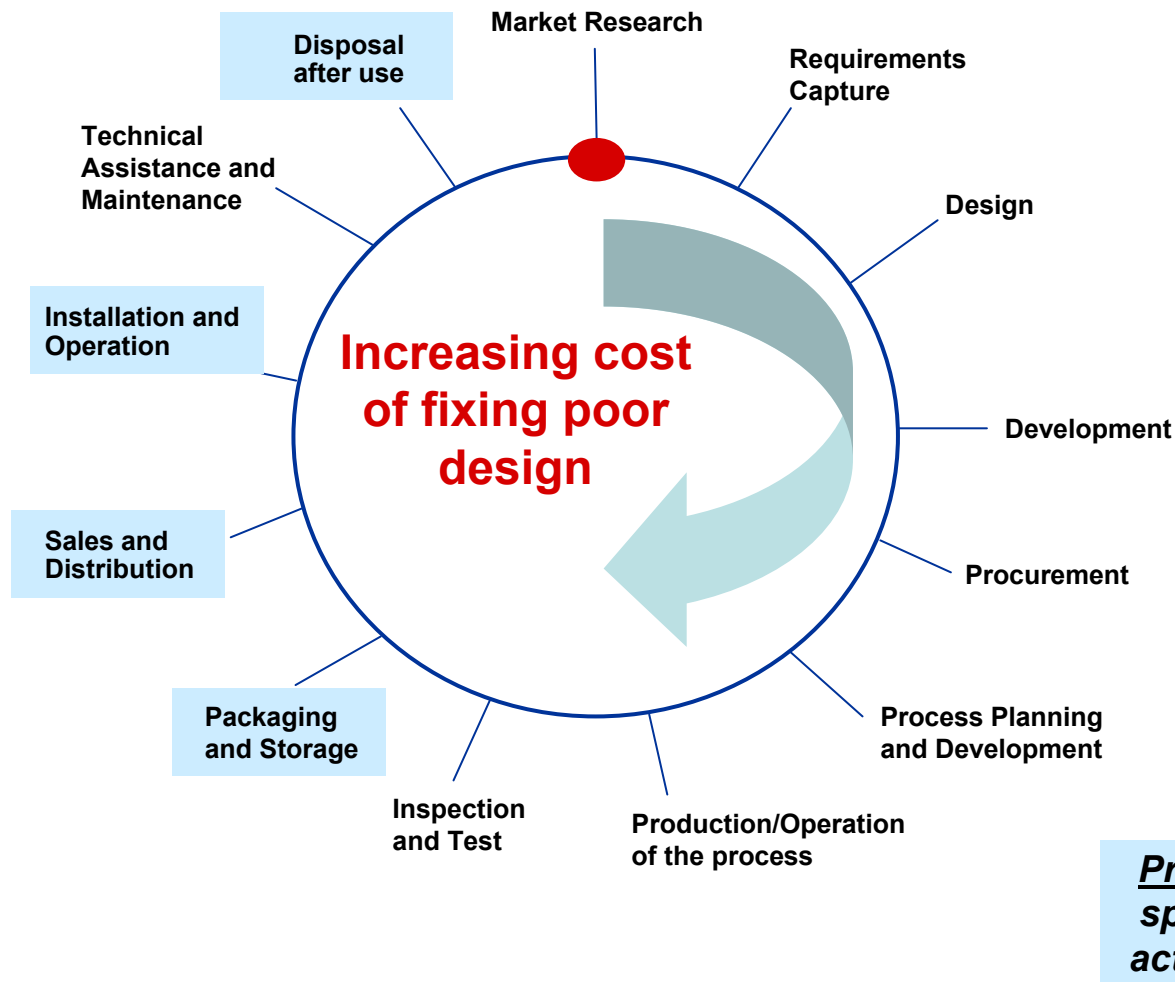 Market Research
Requirements
Capture
Design
Development
Procurement
Process Planning
and Development
Production/Operation
of the process
Inspection
and Test
Packaging
and Storage
Sales and
Distribution
Installation and
Operation
Technical
Assistance and
Maintenance
Disposal
after use
Increasing cost
of fixing poor
design